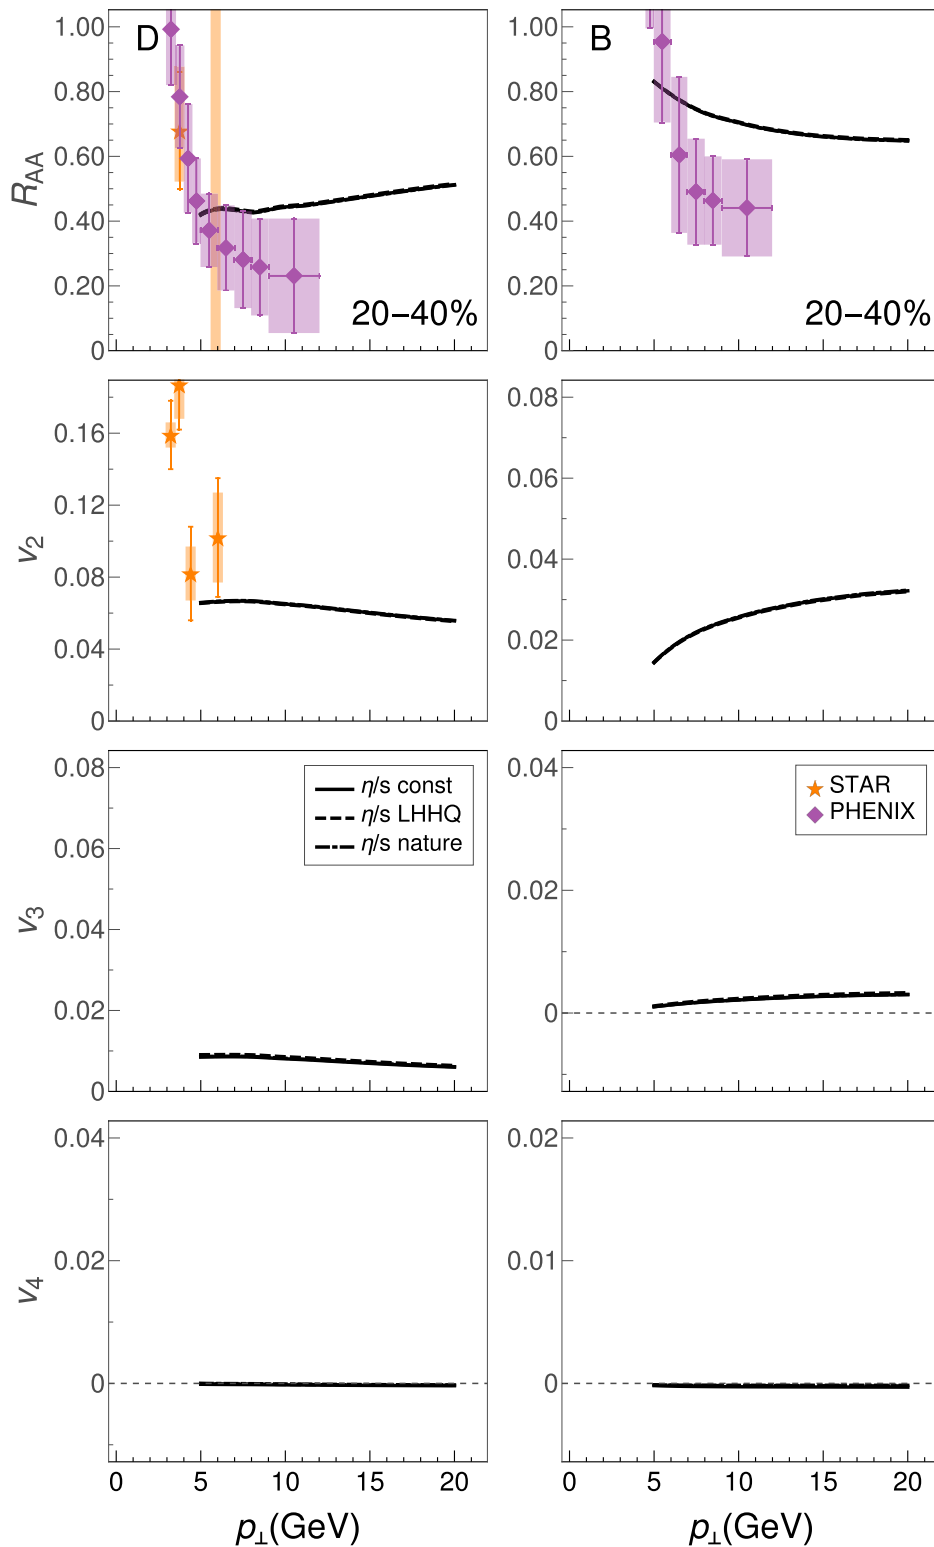 D
B
1.00
0.80
0.60
0.40
0.20
0
R_AA
20–40%
1.00
0.80
0.60
0.40
0.20
0
20–40%
0.16
0.12
0.08
0.04
0
v_2
0.08
0.06
0.04
0.02
0
0.08
0.06
0.04
0.02
0
v_3
η/s const
η/s LHHQ
η/s nature
0.04
0.02
0
STAR
PHENIX
0.04
0.02
0
v_4
0.02
0.01
0
0 5 10 15 20
0 5 10 15 20
p_⊥(GeV)
p_⊥(GeV)